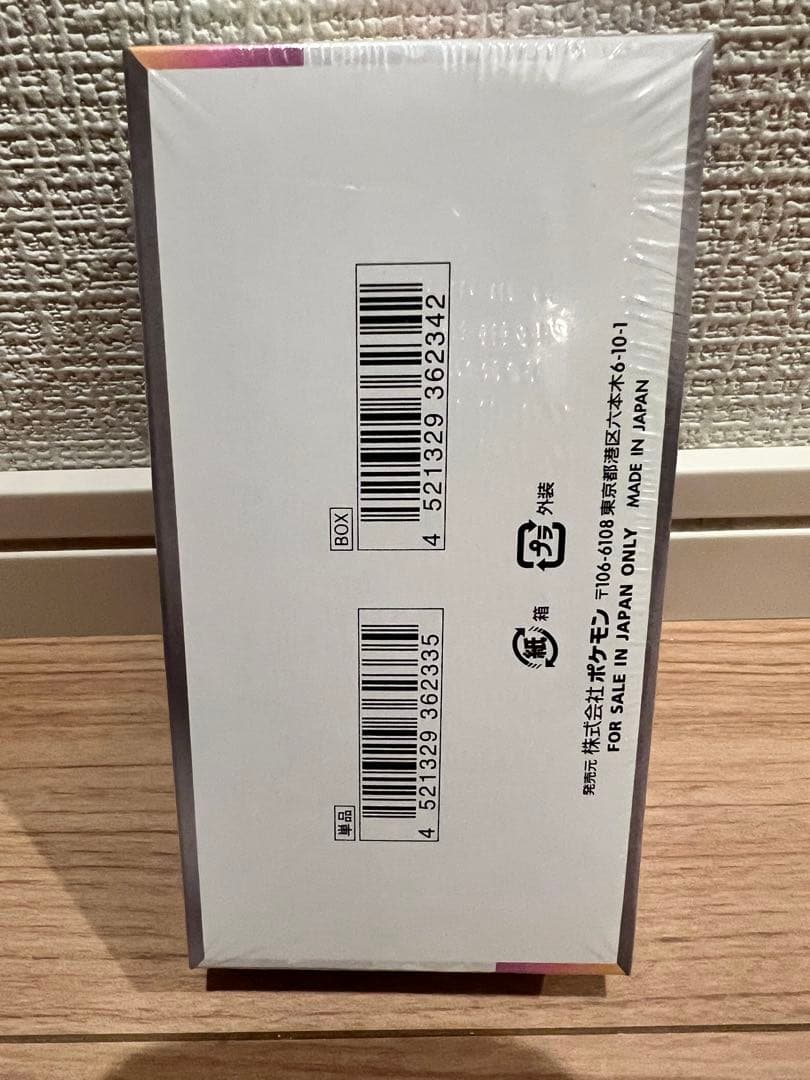 単品
4 521329 362335
BOX
4 521329 362342
紙 箱
プラ 外装
発売元 株式会社 ポケモン 〒106-6108 東京都港区六本木6-10-1
FOR SALE IN JAPAN ONLY MADE IN JAPAN